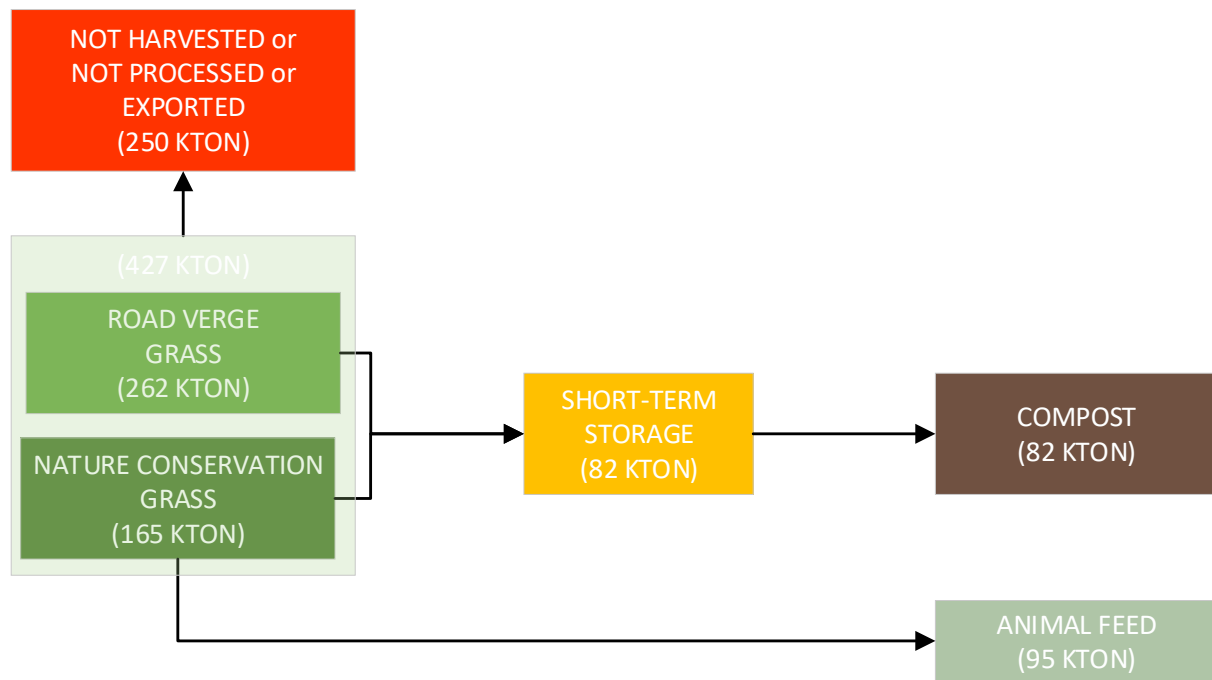 NOT HARVESTED or
NOT PROCESSED or
EXPORTED
(250 KTON)
(427 KTON)
ROAD VERGE
GRASS
(262 KTON)
NATURE CONSERVATION
GRASS
(165 KTON)
SHORT-TERM
STORAGE
(82 KTON)
COMPOST
(82 KTON)
ANIMAL FEED
(95 KTON)